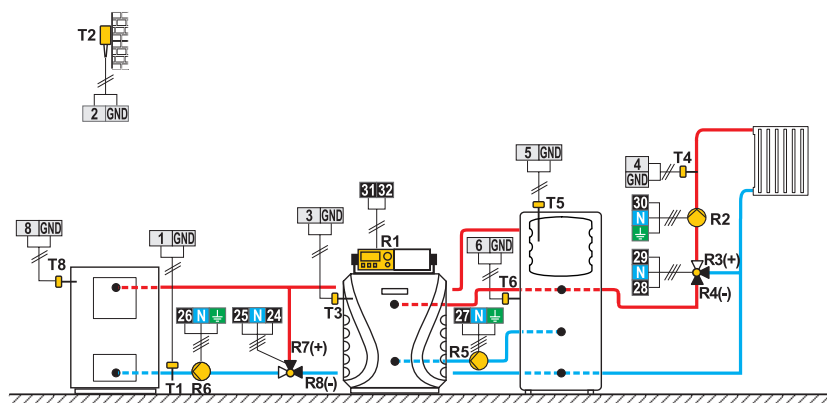 T2
2 GND
5 GND
4
GND
T4
31 32
8 GND
1 GND
3 GND
T5
30
N
R2
R1
6 GND
T8
T6
29
N
28
R3(+)
R4(-)
T3
26 N
25 N 24
27 N
R7(+)
R5
T1
R6
R8(-)